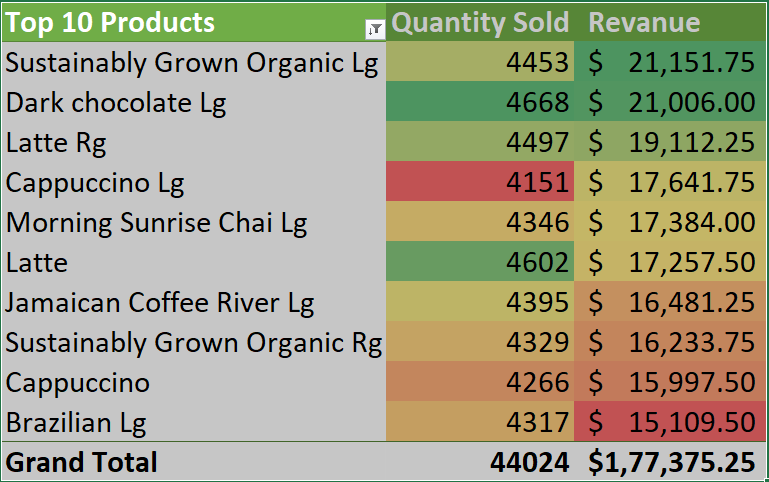 Top 10 Products Quantity Sold Revanue
Sustainably Grown Organic Lg 4453 $ 21,151.75
Dark chocolate Lg 4668 $ 21,006.00
Latte Rg 4497 $ 19,112.25
Cappuccino Lg 4151 $ 17,641.75
Morning Sunrise Chai Lg 4346 $ 17,384.00
Latte 4602 $ 17,257.50
Jamaican Coffee River Lg 4395 $ 16,481.25
Sustainably Grown Organic Rg 4329 $ 16,233.75
Cappuccino 4266 $ 15,997.50
Brazilian Lg 4317 $ 15,109.50
Grand Total 44024 $1,77,375.25